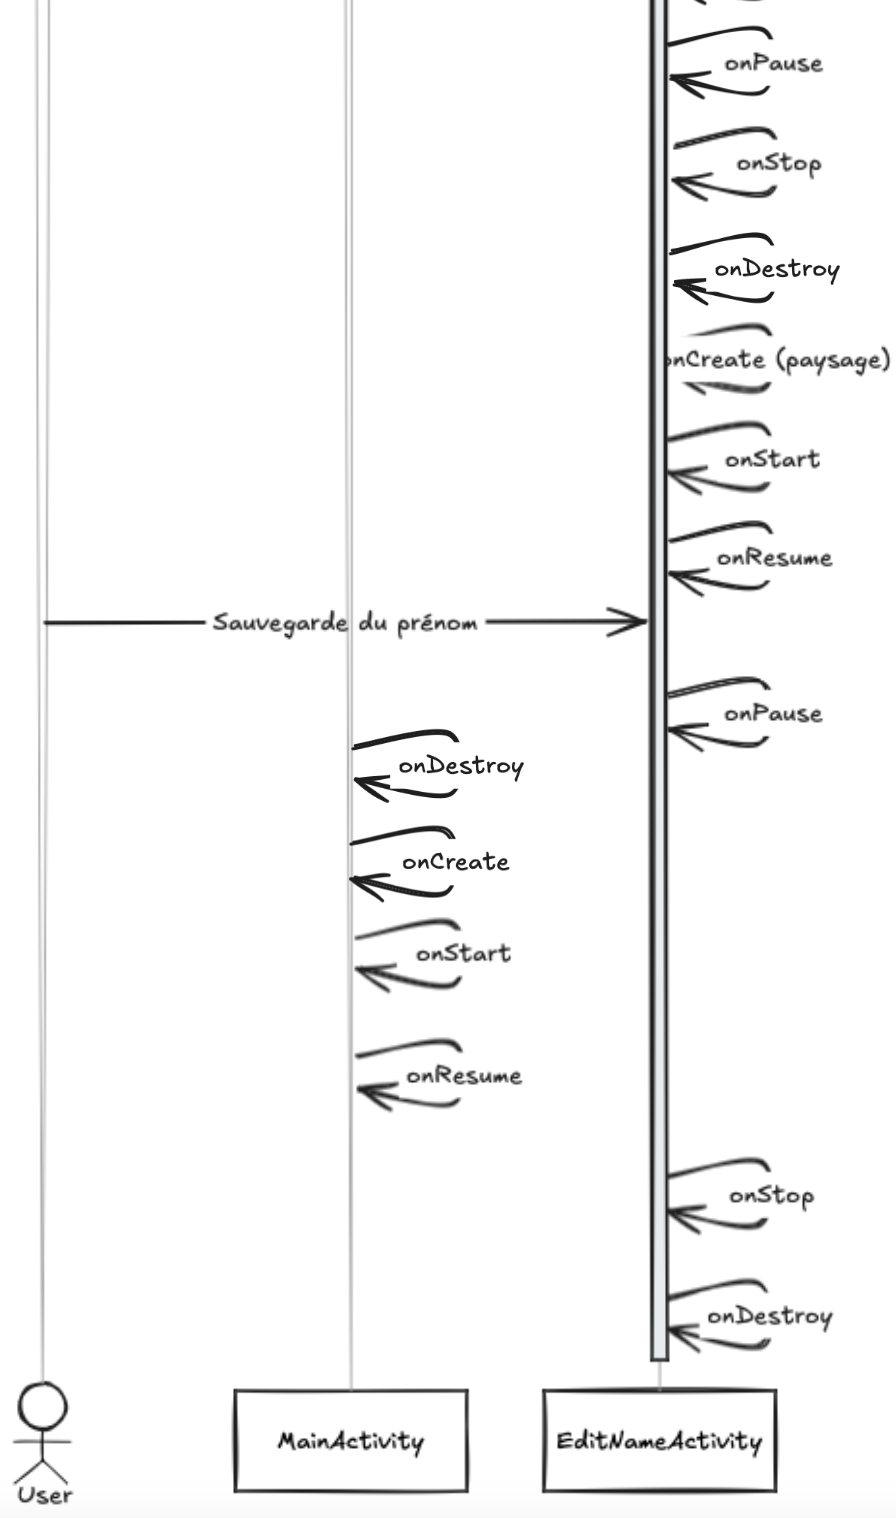 onPause
onStop
onDestroy
onCreate (paysage)
onStart
onResume
Sauvegarde du prénom
onPause
onDestroy
onCreate
onStart
onResume
onStop
onDestroy
MainActivity
EditNameActivity
User